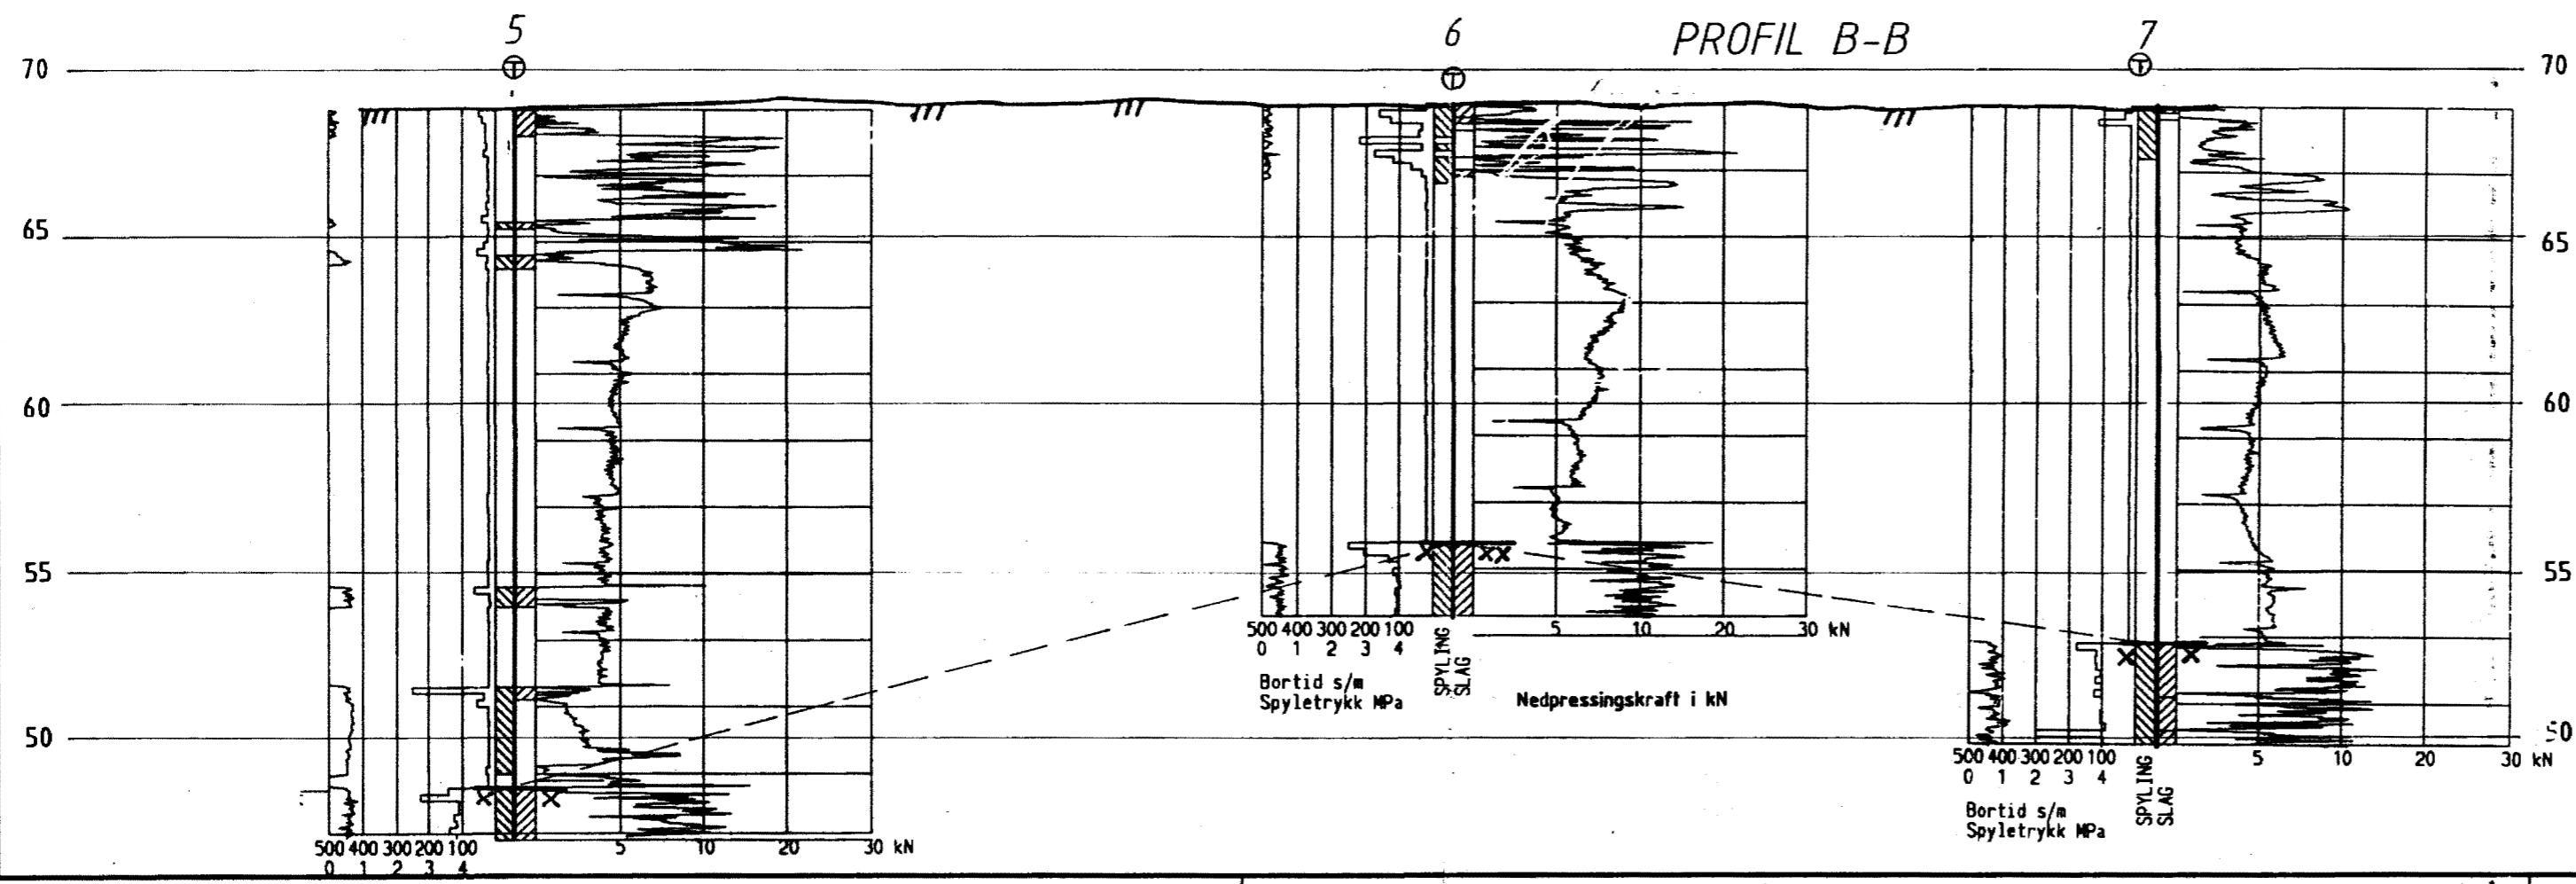 5 6 PROFIL B-B 7
70 70
65 65
60 60
55 55
50 50
500 400 300 200 100 5 10 20 30 kN
0 1 2 3 4
Bortid s/m
Spyletrykk MPa
SPYLING
SLAG
Nedpressingskraft i kN
500 400 300 200 100 5 10 20 30 kN
0 1 2 3 4
Bortid s/m
Spyletrykk MPa
SPYLING
SLAG
500 400 300 200 100 5 10 20 30 kN
0 1 2 3 4